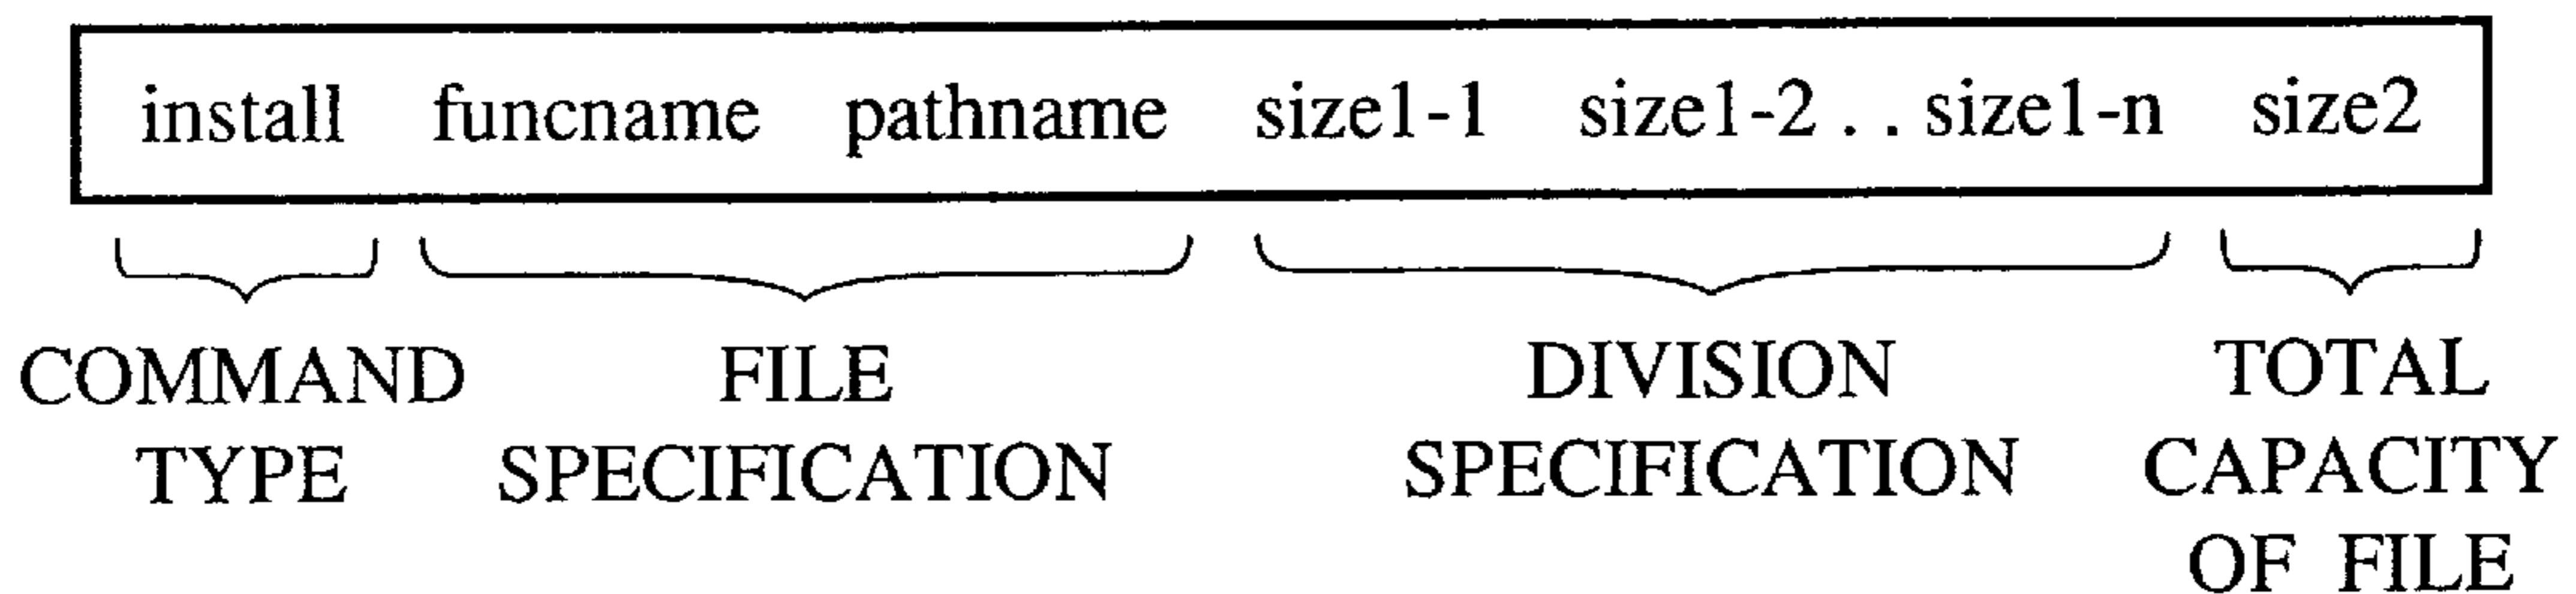 install funcname pathname size1-1 size1-2 . . size1-n size2
COMMAND TYPE
FILE SPECIFICATION
DIVISION SPECIFICATION
TOTAL CAPACITY OF FILE